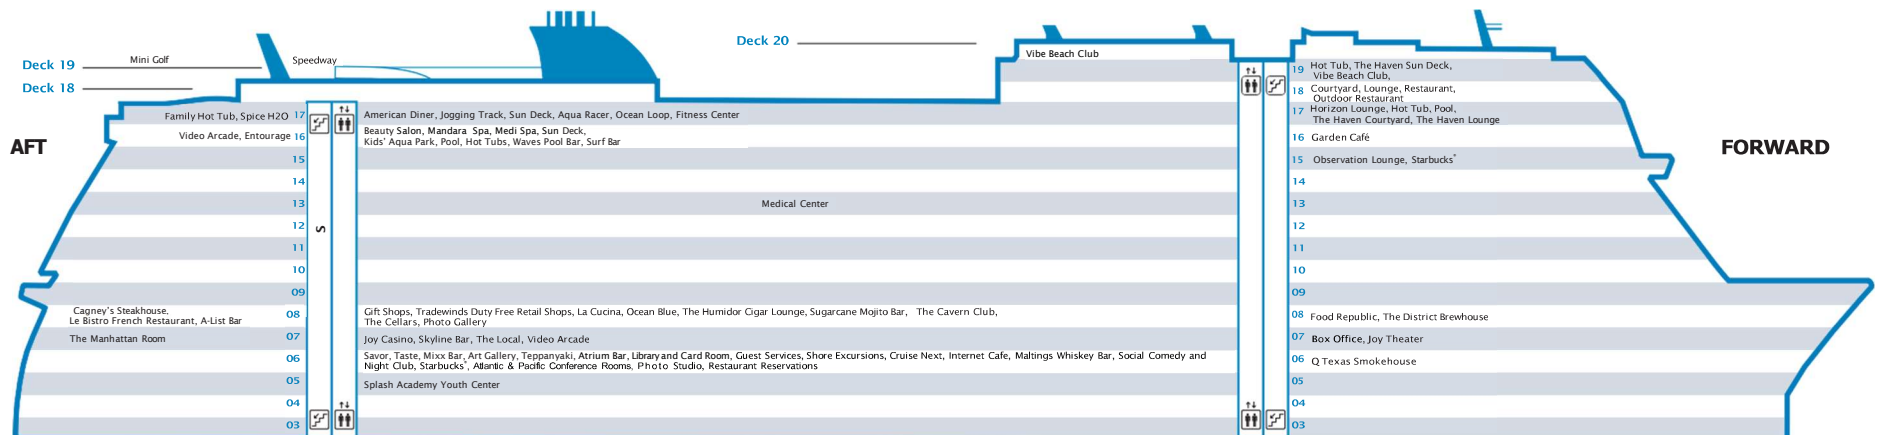 Deck 20
Vibe Beach Club
Deck 19
Mini Golf
Speedway
Deck 18
AFT
FORWARD
Family Hot Tub, Spice H2O 17
Video Arcade, Entourage 16
15
14
13
12
11
10
09
Cagney's Steakhouse,
Le Bistro French Restaurant, A-List Bar
08
The Manhattan Room 07
06
05
04
03
S
American Diner, Jogging Track, Sun Deck, Aqua Racer, Ocean Loop, Fitness Center
Beauty Salon, Mandara Spa, Medi Spa, Sun Deck,
Kids' Aqua Park, Pool, Hot Tubs, Waves Pool Bar, Surf Bar
Medical Center
Gift Shops, Tradewinds Duty Free Retail Shops, La Cucina, Ocean Blue, The Humidor Cigar Lounge, Sugarcane Mojito Bar, The Cavern Club,
The Cellars, Photo Gallery
Joy Casino, Skyline Bar, The Local, Video Arcade
Savor, Taste, Mixx Bar, Art Gallery, Teppanyaki, Atrium Bar, Library and Card Room, Guest Services, Shore Excursions, Cruise Next, Internet Cafe, Maltings Whiskey Bar, Social Comedy and
Night Club, Starbucks*, Atlantic & Pacific Conference Rooms, Photo Studio, Restaurant Reservations
Splash Academy Youth Center
19 Hot Tub, The Haven Sun Deck,
Vibe Beach Club,
18 Courtyard, Lounge, Restaurant,
Outdoor Restaurant
17 Horizon Lounge, Hot Tub, Pool,
The Haven Courtyard, The Haven Lounge
16 Garden Café
15 Observation Lounge, Starbucks*
14
13
12
11
10
09
08 Food Republic, The District Brewhouse
07 Box Office, Joy Theater
06 Q Texas Smokehouse
05
04
03